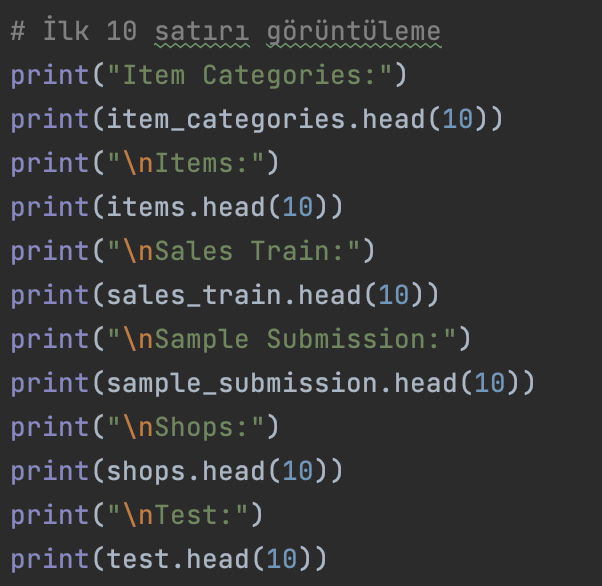 # İlk 10 satırı görüntüleme
print("Item Categories:")
print(item_categories.head(10))
print("\nItems:")
print(items.head(10))
print("\nSales Train:")
print(sales_train.head(10))
print("\nSample Submission:")
print(sample_submission.head(10))
print("\nShops:")
print(shops.head(10))
print("\nTest:")
print(test.head(10))